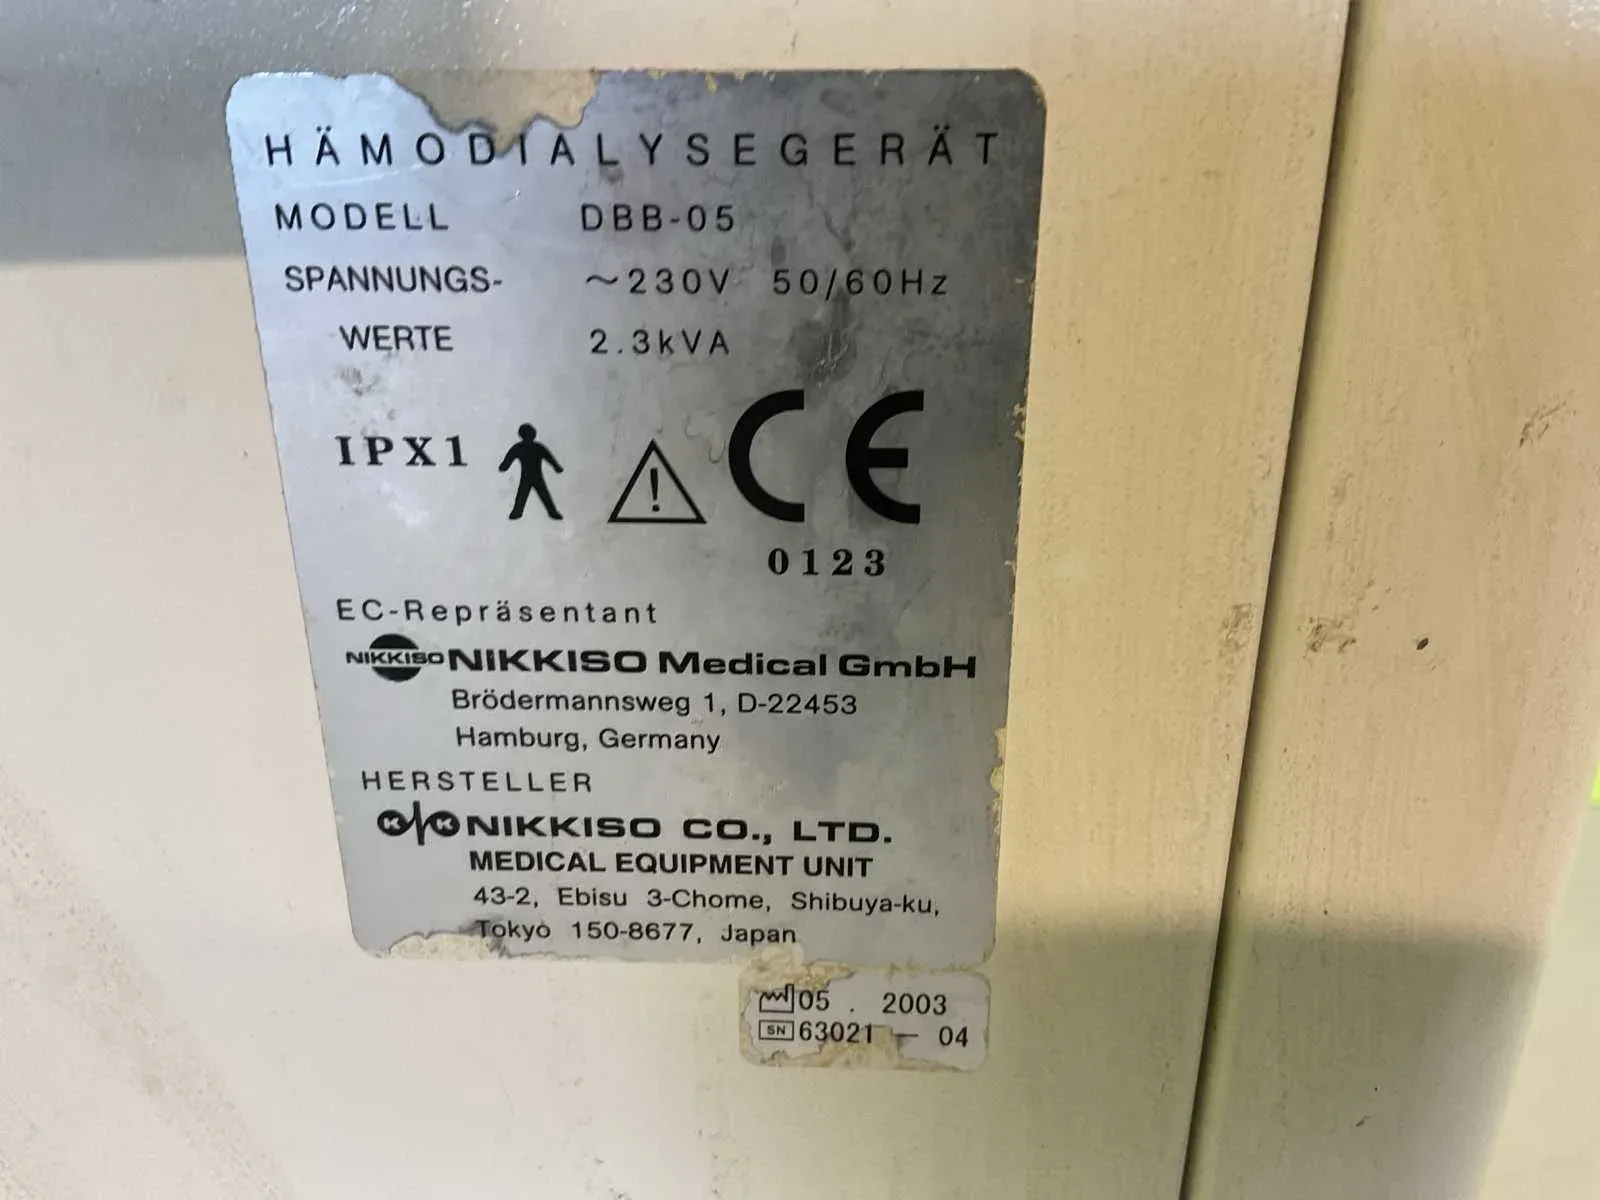 HÄMODIALYSEGERÄT
MODELL DBB-05
SPANNUNGS- ~230V 50/60Hz
WERTE 2.3kVA
IPX1
CE
0123
EC-Repräsentant
NIKKISO NIKKISO Medical GmbH
Brödermannsweg 1, D-22453
Hamburg, Germany
HERSTELLER
K K NIKKISO CO., LTD.
MEDICAL EQUIPMENT UNIT
43-2, Ebisu 3-Chome, Shibuya-ku,
Tokyo 150-8677, Japan
05 . 2003
SN 63021 - 04